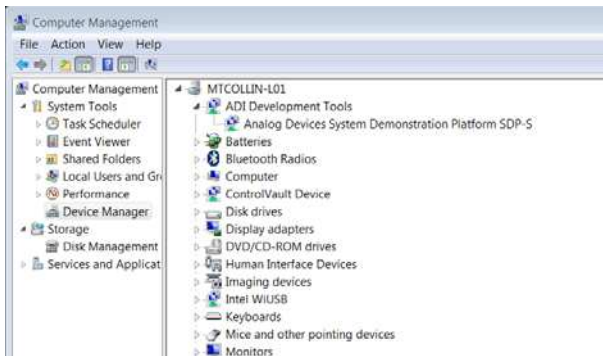 Computer Management
File Action View Help
Computer Management
System Tools
Task Scheduler
Event Viewer
Shared Folders
Local Users and Gr
Performance
Device Manager
Storage
Disk Management
Services and Applicat
MTCOLLIN-L01
ADI Development Tools
Analog Devices System Demonstration Platform SDP-S
Batteries
Bluetooth Radios
Computer
ControlVault Device
Disk drives
Display adapters
DVD/CD-ROM drives
Human Interface Devices
Imaging devices
Intel WiUSB
Keyboards
Mice and other pointing devices
Monitors